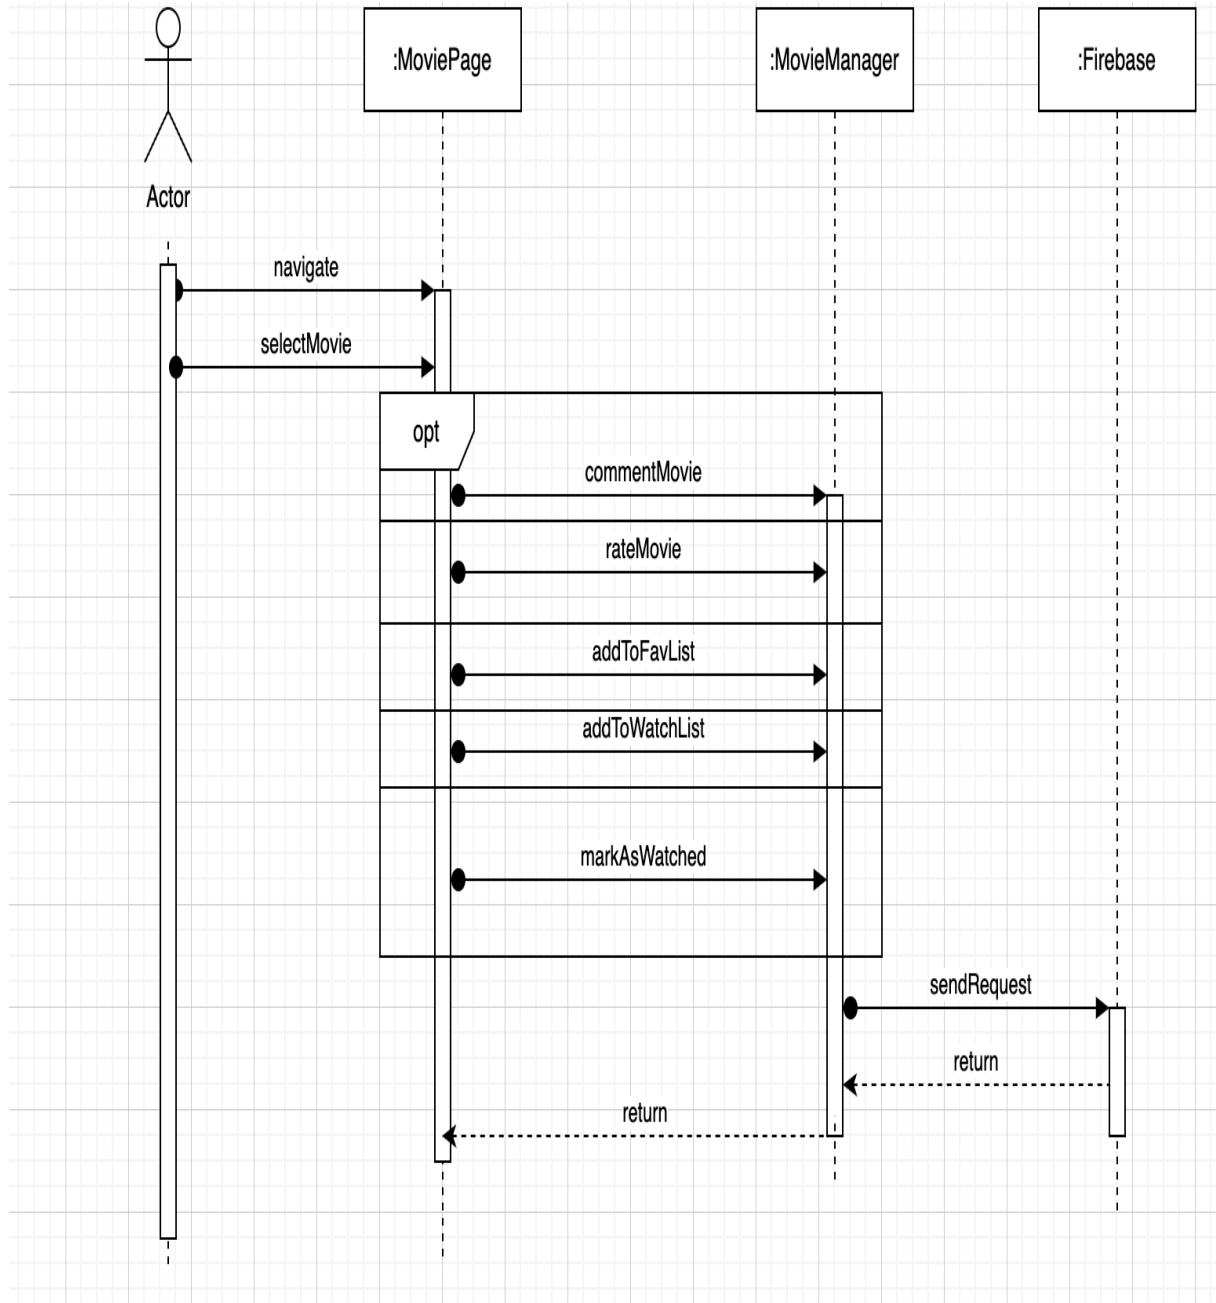 :MoviePage
:MovieManager
:Firebase
Actor
navigate
selectMovie
opt
commentMovie
rateMovie
addToFavList
addToWatchList
markAsWatched
sendRequest
return
return